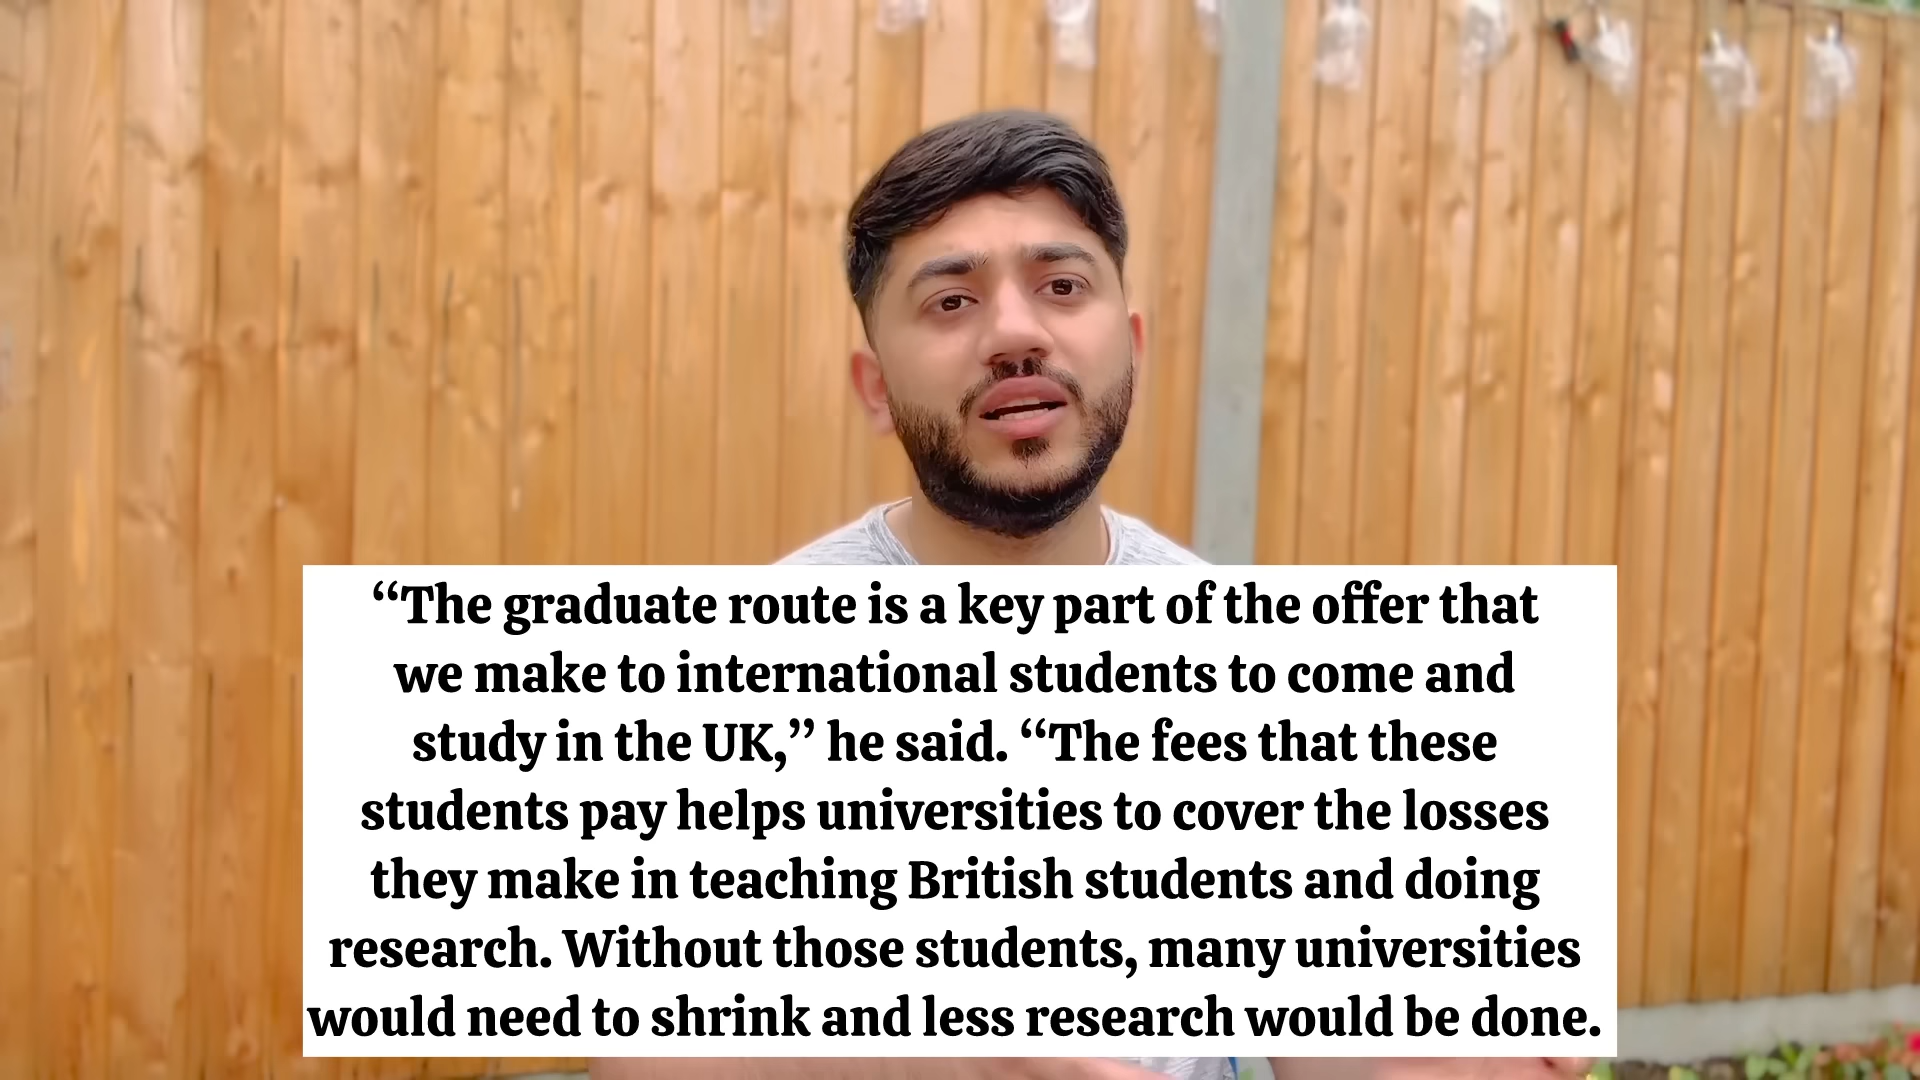 “The graduate route is a key part of the offer that
we make to international students to come and
study in the UK,” he said. “The fees that these
students pay helps universities to cover the losses
they make in teaching British students and doing
research. Without those students, many universities
would need to shrink and less research would be done.